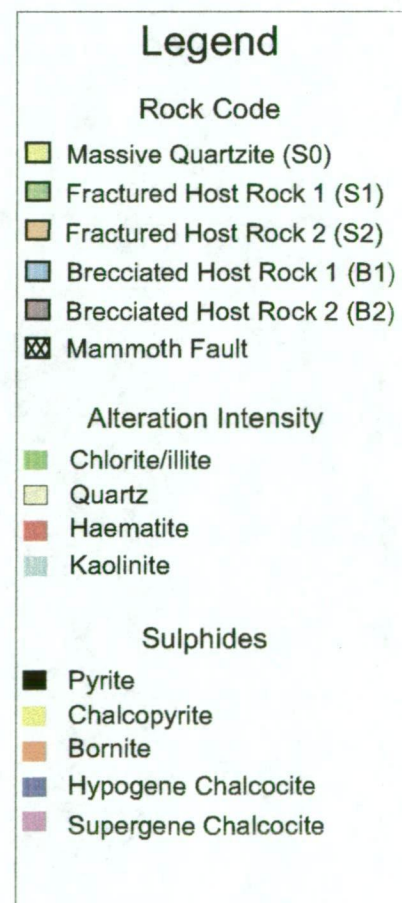 Legend
Rock Code
Massive Quartzite (S0)
Fractured Host Rock 1 (S1)
Fractured Host Rock 2 (S2)
Brecciated Host Rock 1 (B1)
Brecciated Host Rock 2 (B2)
Mammoth Fault
Alteration Intensity
Chlorite/illite
Quartz
Haematite
Kaolinite
Sulphides
Pyrite
Chalcopyrite
Bornite
Hypogene Chalcocite
Supergene Chalcocite